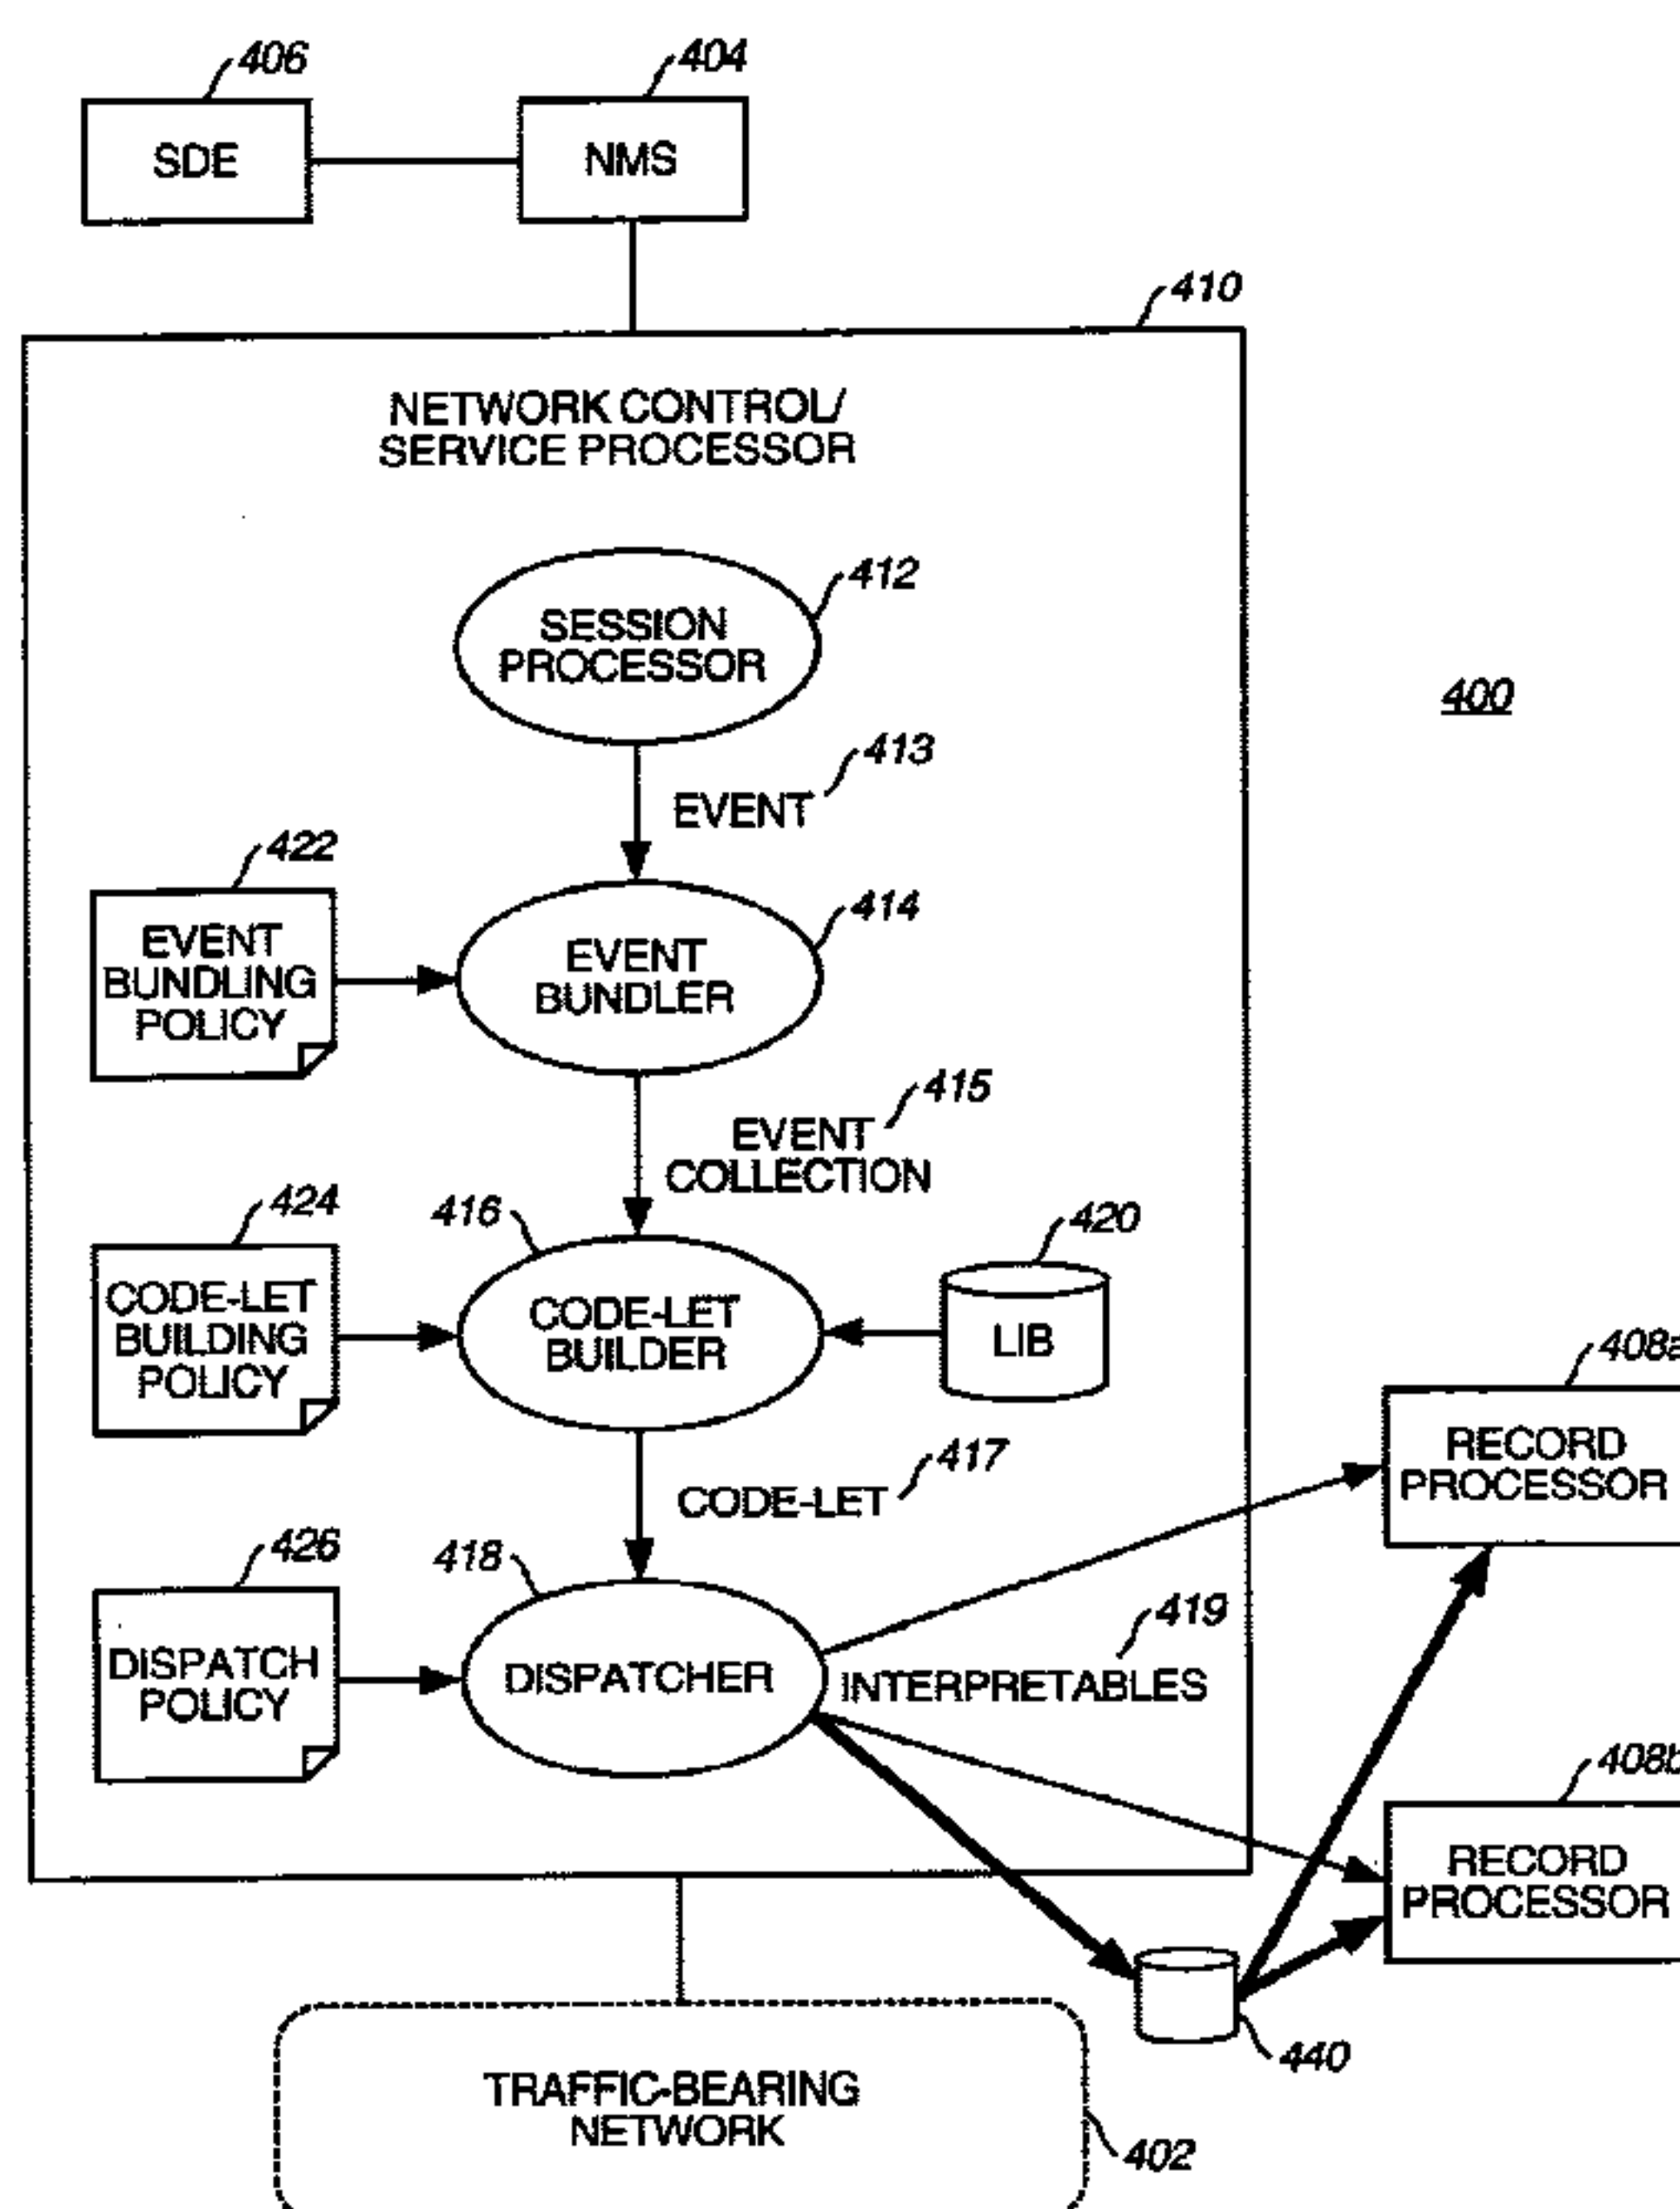 406
404
SDE
NMS
410
NETWORK CONTROL/
SERVICE PROCESSOR
412
SESSION
PROCESSOR
400
413
EVENT
422
414
EVENT
BUNDLING
POLICY
EVENT
BUNDLER
415
EVENT
COLLECTION
424
416
420
CODE-LET
BUILDING
POLICY
CODE-LET
BUILDER
LIB
408a
RECORD
PROCESSOR
417
CODE-LET
426
418
419
DISPATCH
POLICY
DISPATCHER
INTERPRETABLES
408b
RECORD
PROCESSOR
440
TRAFFIC-BEARING
NETWORK
402